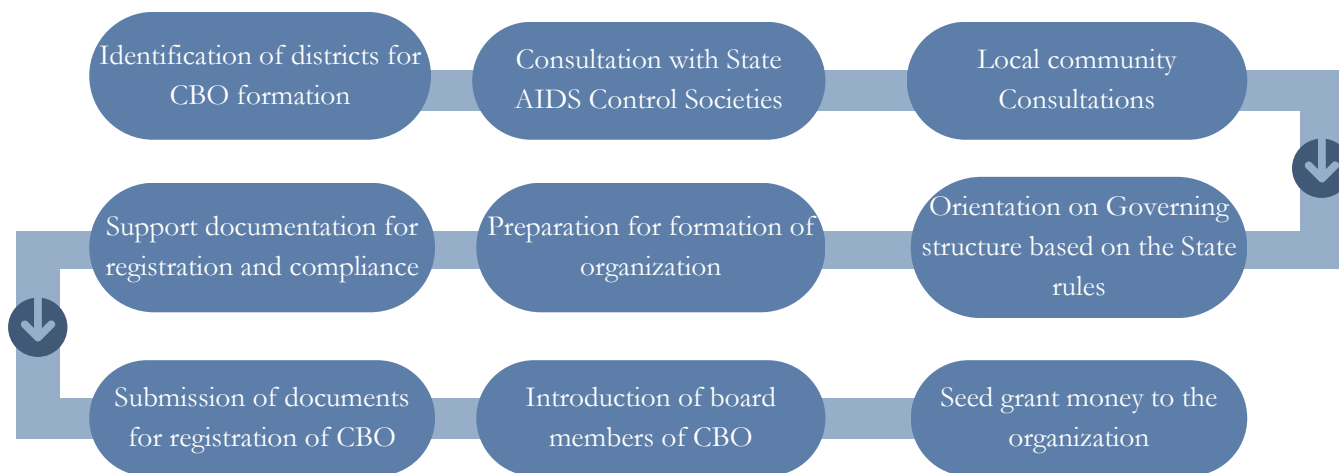 Identification of districts for
CBO formation
Consultation with State
AIDS Control Societies
Local community
Consultations
Orientation on Governing
structure based on the State
rules
Preparation for formation of
organization
Support documentation for
registration and compliance
Submission of documents
for registration of CBO
Introduction of board
members of CBO
Seed grant money to the
organization